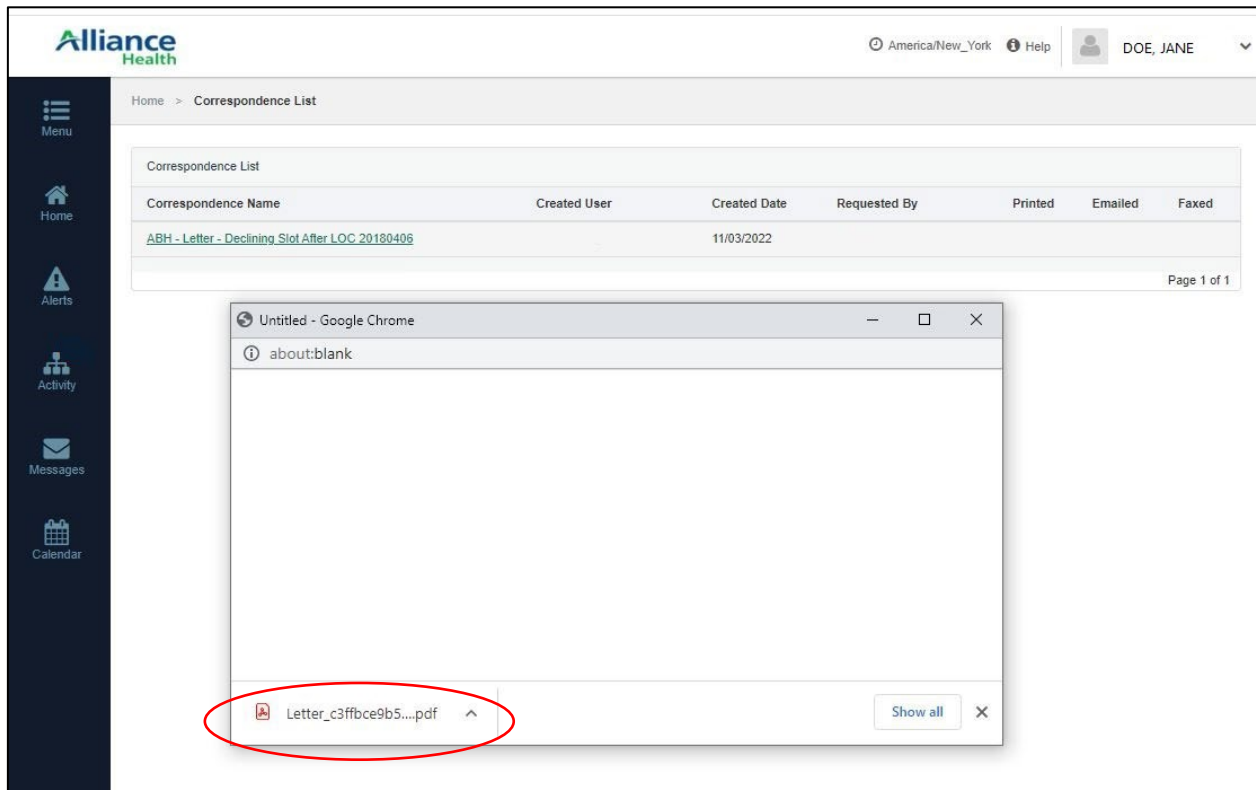 Alliance
Health
America/New_York Help DOE, JANE
Menu
Home > Correspondence List
Correspondence List
Home
Correspondence Name Created User Created Date Requested By Printed Emailed Faxed
ABH - Letter - Declining Slot After LOC 20180406 11/03/2022
Page 1 of 1
Alerts
Untitled - Google Chrome
about:blank
Activity
Messages
Calendar
Letter_c3ffbce9b5....pdf Show all